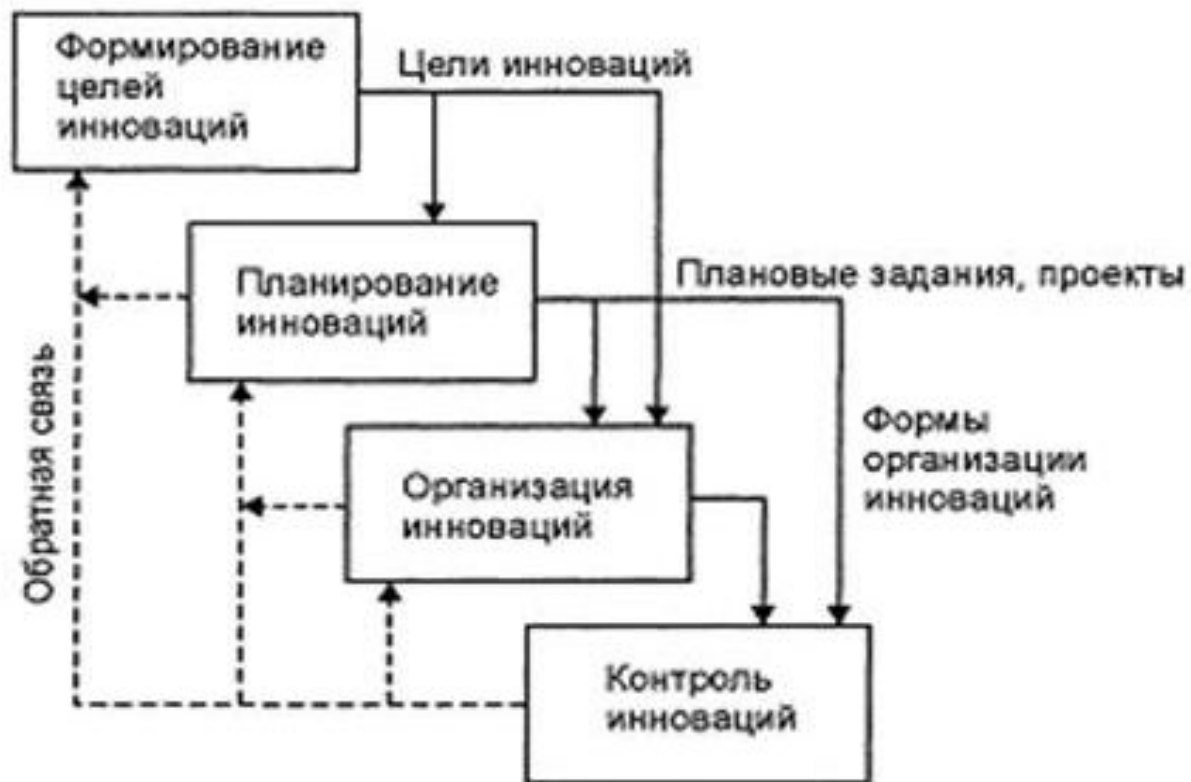 Формирование
целей
инноваций
Цели инноваций
Планирование
инноваций
Плановые задания, проекты
Обратная связь
Организация
инноваций
Формы
организации
инноваций
Контроль
инноваций